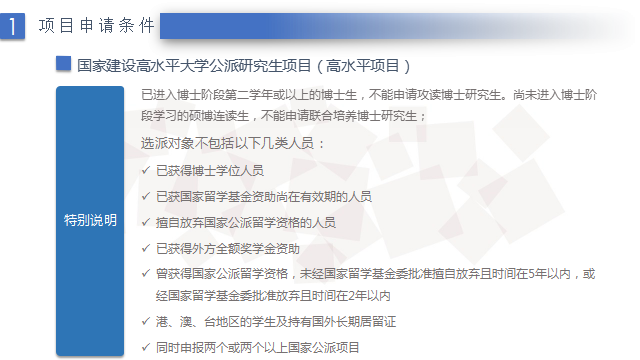 1 项目申请条件
国家建设高水平大学公派研究生项目（高水平项目）
特别说明
已进入博士阶段第二学年或以上的博士生，不能申请攻读博士研究生。尚未进入博士阶
段学习的硕博连读生，不能申请联合培养博士研究生；
选派对象不包括以下几类人员：
✓ 已获得博士学位人员
✓ 已获国家留学基金资助尚在有效期的人员
✓ 擅自放弃国家公派留学资格的人员
✓ 已获得外方全额奖学金资助
✓ 曾获得国家公派留学资格，未经国家留学基金委批准擅自放弃且时间在5年以内，或
经国家留学基金委批准放弃且时间在2年以内
✓ 港、澳、台地区的学生及持有国外长期居留证
✓ 同时申报两个或两个以上国家公派项目